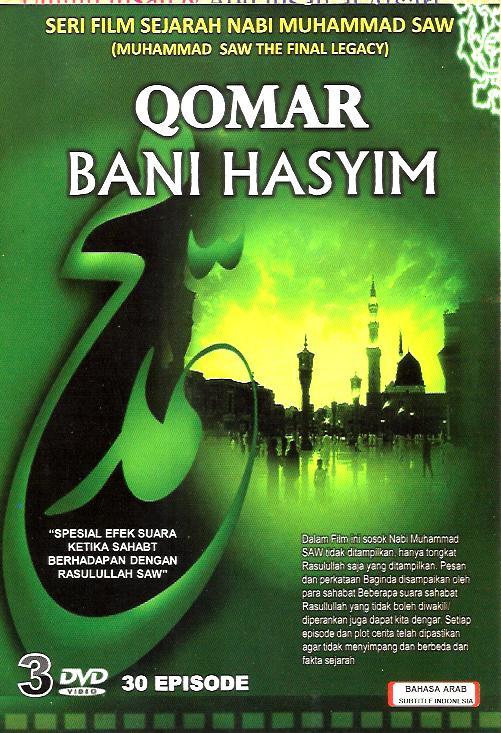 SERI FILM SEJARAH NABI MUHAMMAD SAW
(MUHAMMAD SAW THE FINAL LEGACY)
QOMAR
BANI HASYIM
"SPESIAL EFEK SUARA
KETIKA SAHABT
BERHADAPAN DENGAN
RASULULLAH SAW"
Dalam Film ini sosok Nabi Muhammad
SAW tidak ditampilkan, hanya tongkat
Rasulullah saja yang ditampilkan. Pesan
dan perkataan Baginda disampaikan oleh
para sahabat Beberapa suara sahabat
Rasullullah yang tidak boleh diwakili/
diperankan juga dapat kita dengar. Setiap
episode dan plot cerita telah dipastikan
agar tidak menyimpang dan berbeda dari
fakta sejarah
3 DVD VIDEO 30 EPISODE
BAHASA ARAB
SUBTITLE INDONESIA